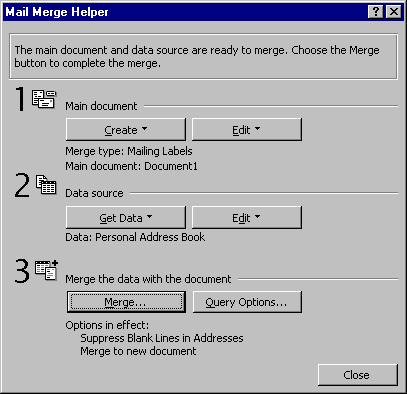 Mail Merge Helper
The main document and data source are ready to merge. Choose the Merge
button to complete the merge.
1 Main document
Create Edit
Merge type: Mailing Labels
Main document: Document1
2 Data source
Get Data Edit
Data: Personal Address Book
3 Merge the data with the document
Merge... Query Options...
Options in effect:
Suppress Blank Lines in Addresses
Merge to new document
Close